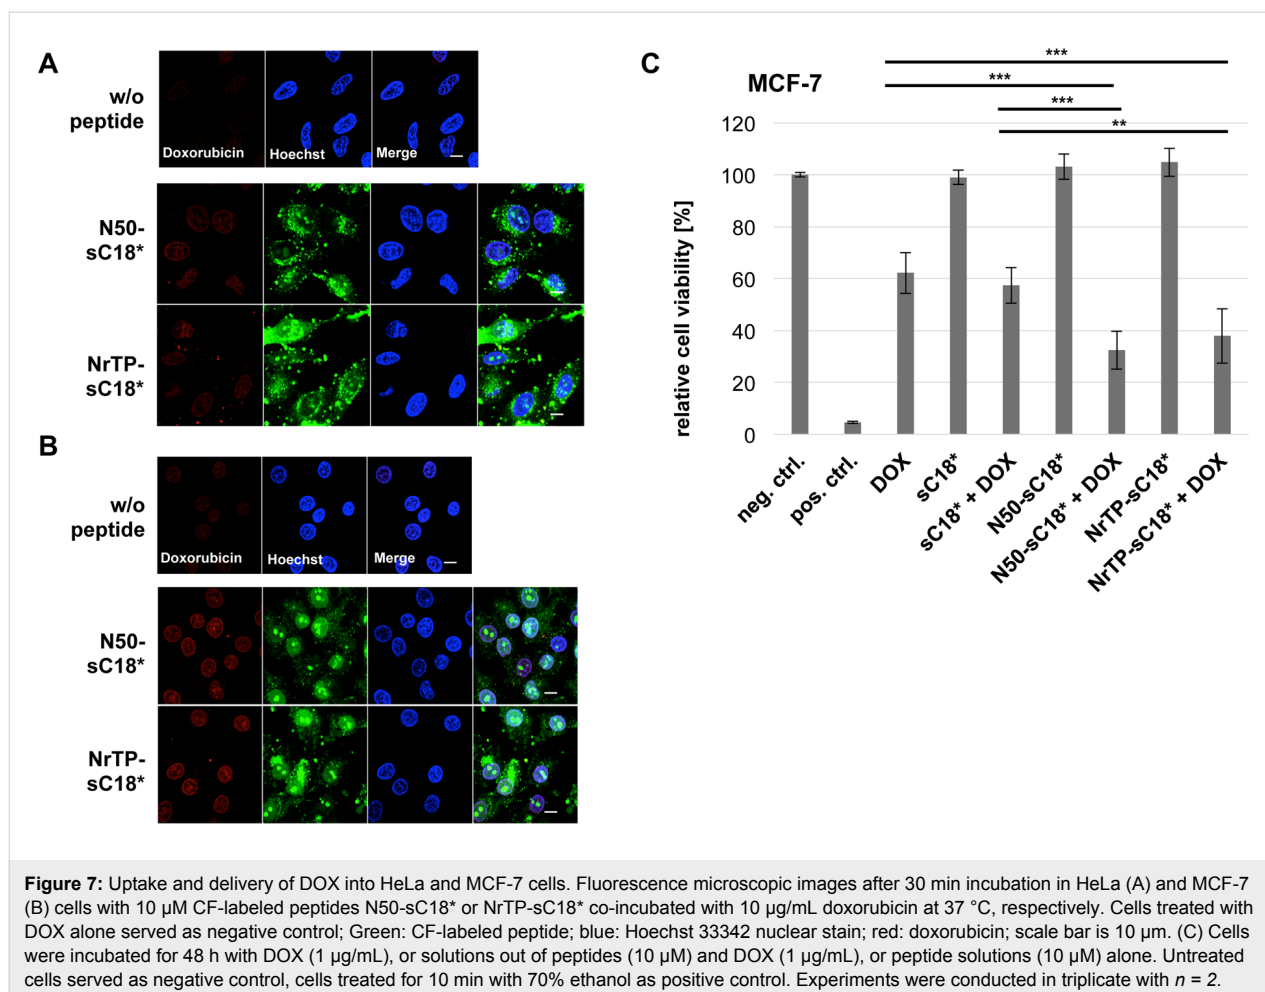 A
w/o
peptide
Doxorubicin
Hoechst
Merge
N50-
sC18*
NrTP-
sC18*
B
w/o
peptide
Doxorubicin
Hoechst
Merge
N50-
sC18*
NrTP-
sC18*
C
MCF-7
***
***
***
**
relative cell viability [%]
120
100
80
60
40
20
0
neg. ctrl.
pos. ctrl.
DOX
sC18*
sC18* + DOX
N50-sC18*
N50-sC18* + DOX
NrTP-sC18*
NrTP-sC18* + DOX
Figure 7: Uptake and delivery of DOX into HeLa and MCF-7 cells. Fluorescence microscopic images after 30 min incubation in HeLa (A) and MCF-7
(B) cells with 10 µM CF-labeled peptides N50-sC18* or NrTP-sC18* co-incubated with 10 µg/mL doxorubicin at 37 °C, respectively. Cells treated with
DOX alone served as negative control; Green: CF-labeled peptide; blue: Hoechst 33342 nuclear stain; red: doxorubicin; scale bar is 10 µm. (C) Cells
were incubated for 48 h with DOX (1 µg/mL), or solutions out of peptides (10 µM) and DOX (1 µg/mL), or peptide solutions (10 µM) alone. Untreated
cells served as negative control, cells treated for 10 min with 70% ethanol as positive control. Experiments were conducted in triplicate with n = 2.